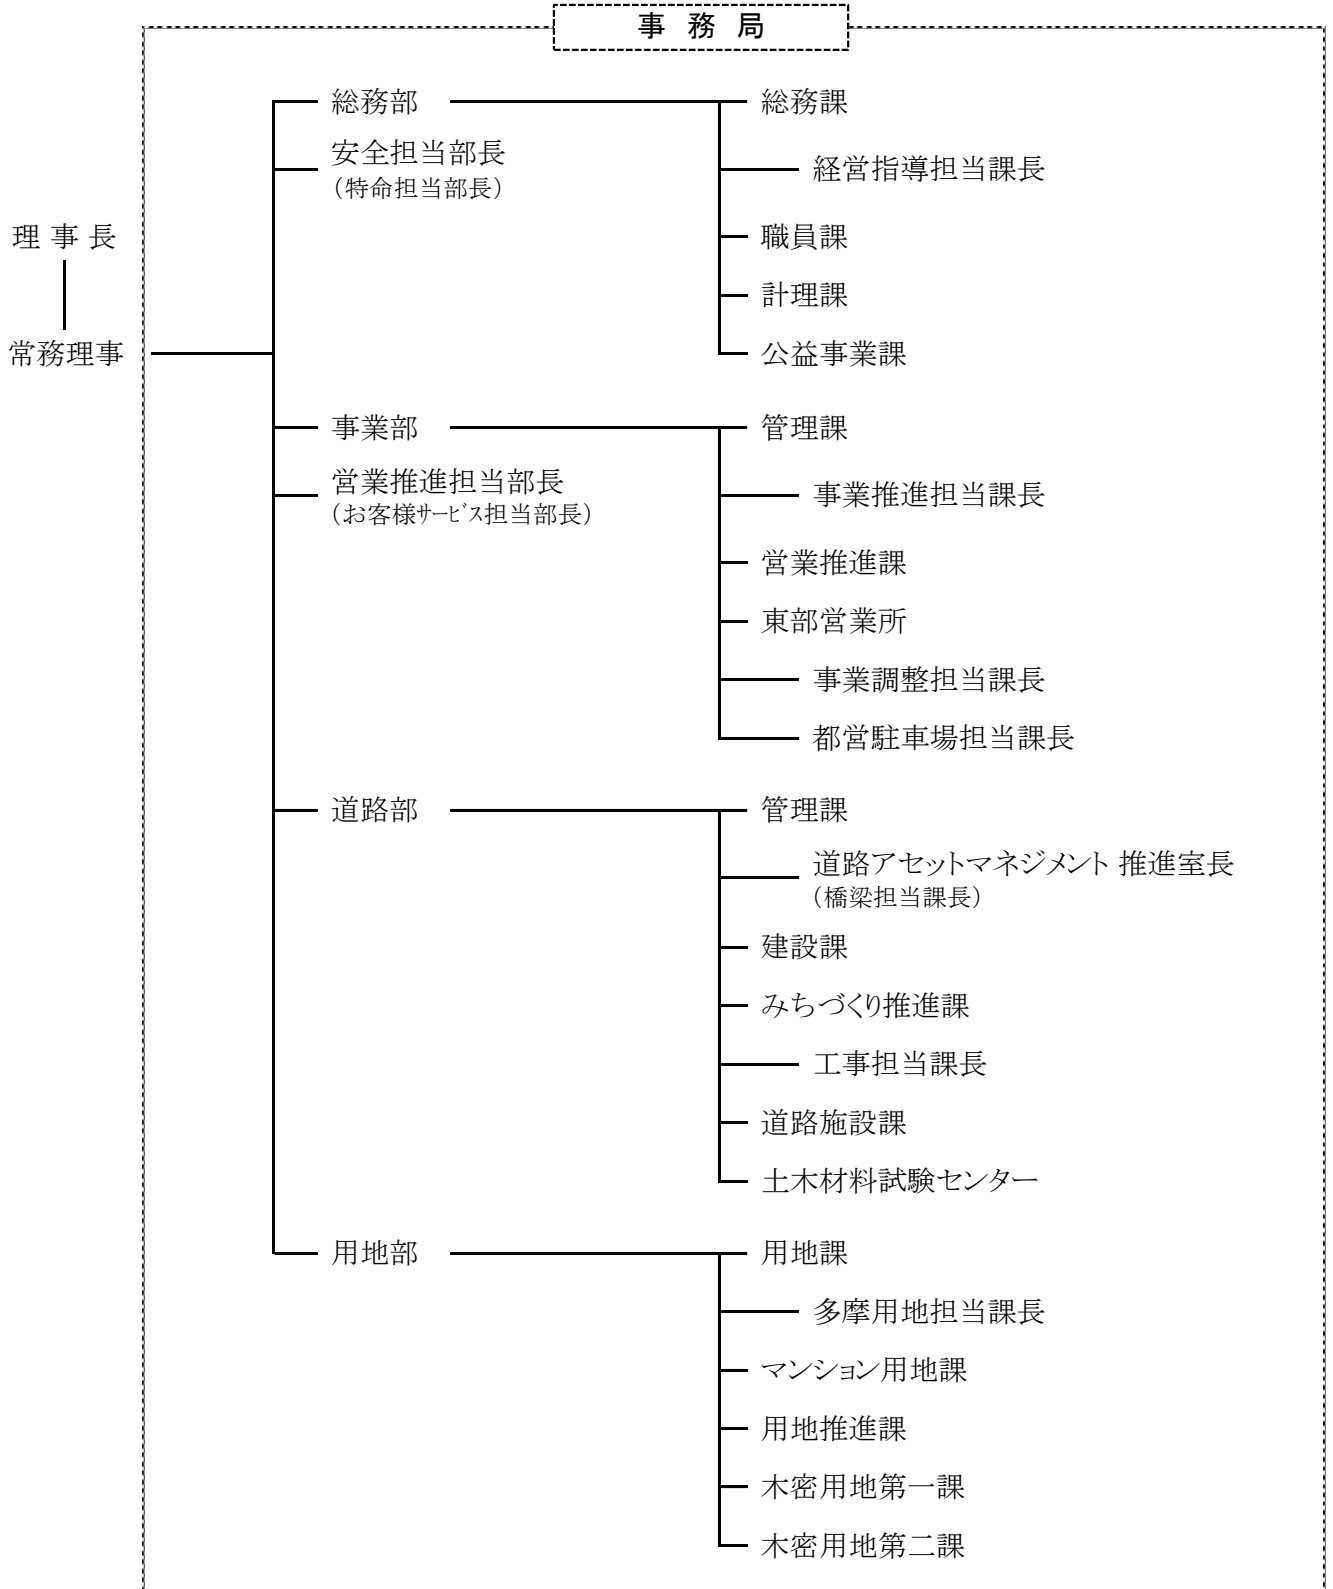 事 務 局
理 事 長
常務理事
総務部
総務課
安全担当部長
（特命担当部長）
経営指導担当課長
職員課
計理課
公益事業課
事業部
管理課
営業推進担当部長
（お客様ｻｰﾋﾞｽ担当部長）
事業推進担当課長
営業推進課
東部営業所
事業調整担当課長
都営駐車場担当課長
道路部
管理課
道路アセットマネジメント 推進室長
（橋梁担当課長）
建設課
みちづくり推進課
工事担当課長
道路施設課
土木材料試験センター
用地部
用地課
多摩用地担当課長
マンション用地課
用地推進課
木密用地第一課
木密用地第二課